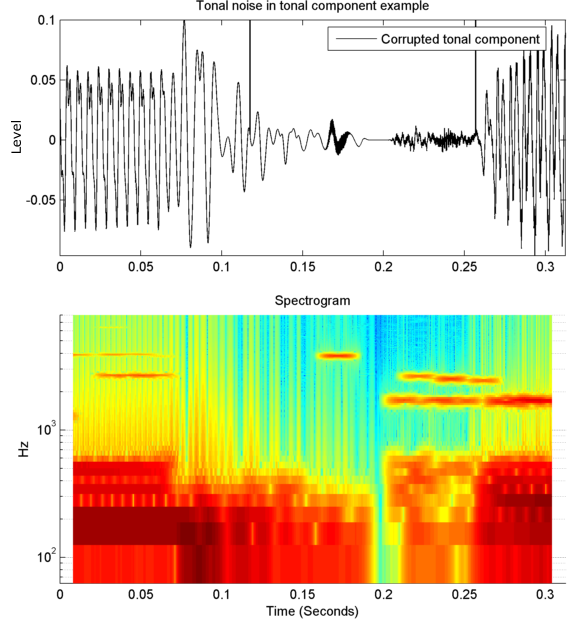 Tonal noise in tonal component example
0.1
0.05
0
-0.05
Level
Corrupted tonal component
0 0.05 0.1 0.15 0.2 0.25 0.3
Spectrogram
10³
10²
Hz
0 0.05 0.1 0.15 0.2 0.25 0.3
Time (Seconds)